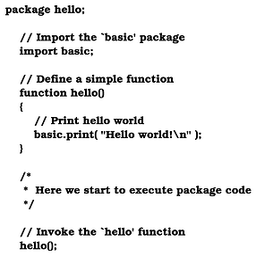 package hello;
// Import the `basic' package
import basic;
// Define a simple function
function hello()
{
// Print hello world
basic.print( "Hello world!\n" );
}
/*
* Here we start to execute package code
*/
// Invoke the `hello' function
hello();